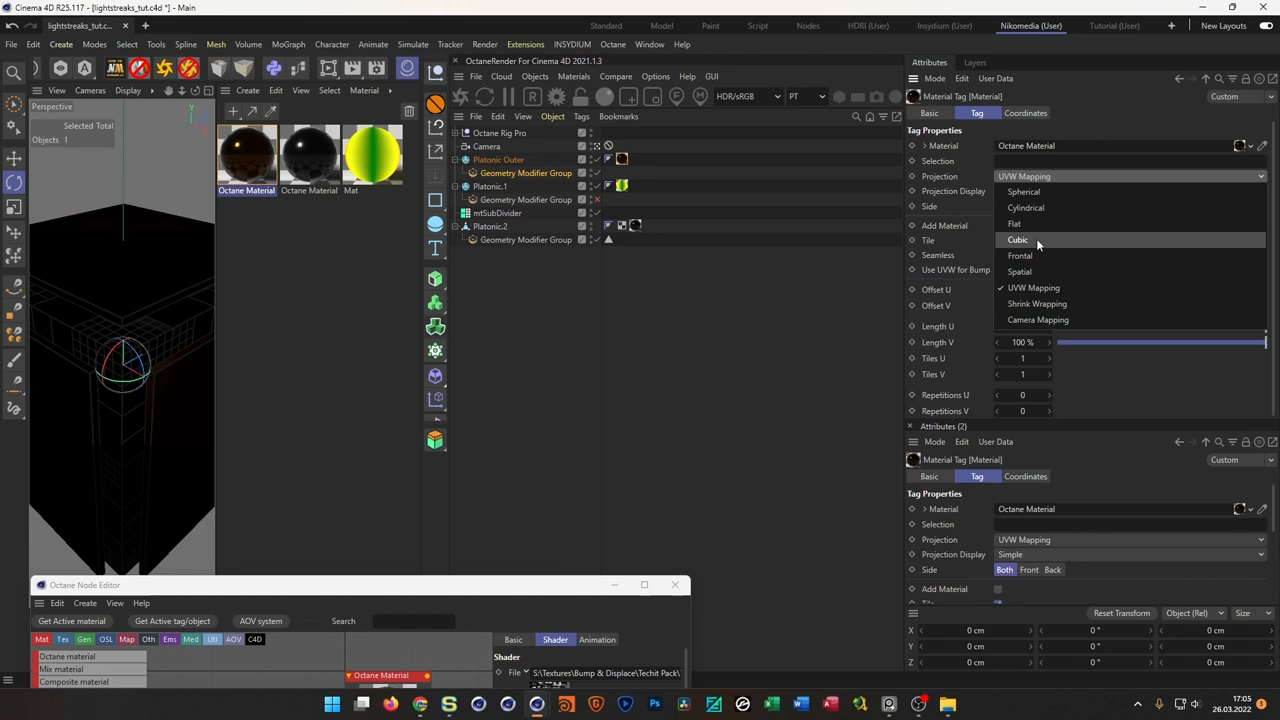 Cinema 4D R25.117 - [lightstreaks_tut.c4d *] - Main
lightstreaks_tut.c...
Standard Model Paint Script Nodes HDRI (User) Insydium (User) Nikomedia (User) Tutorial (User) New Layouts
File Edit Create Modes Select Tools Spline Mesh Volume MoGraph Character Animate Simulate Tracker Render Extensions INSYDIUM Octane Window Help
OctaneRender For Cinema 4D 2021.1.3
Attributes Layers
File Cloud Objects Materials Compare Options Help GUI
Mode Edit User Data
View Cameras Display
Create Edit View Select Material
HDR/sRGB PT
Material Tag [Material] Custom
Perspective
Basic Tag Coordinates
File Edit View Object Tags Bookmarks
Selected Total
Objects 1
Y
Tag Properties
Octane Rig Pro
Camera
Platonic Outer
Geometry Modifier Group
Platonic.1
Geometry Modifier Group
mtSubDivider
Platonic.2
Geometry Modifier Group
Octane Material Octane Material Mat
Material Octane Material
Selection
Projection UVW Mapping
Projection Display Spherical
Side Cylindrical
Add Material Flat
Tile Cubic
Seamless Frontal
Use UVW for Bump Spatial
Offset U UVW Mapping
Offset V Shrink Wrapping
Length U Camera Mapping
Length V 100 %
Tiles U 1
Tiles V 1
Repetitions U 0
Repetitions V 0
Attributes (2)
Mode Edit User Data
Material Tag [Material] Custom
Basic Tag Coordinates
Tag Properties
Material Octane Material
Selection
Projection UVW Mapping
Projection Display Simple
Side Both Front Back
Add Material
Reset Transform Object (Rel) Size
X 0 cm 0 ° 0 cm
Y 0 cm 0 ° 0 cm
Z 0 cm 0 ° 0 cm
Octane Node Editor
Edit Create View Help
Get Active material Get Active tag/object AOV system Search
Basic Shader Animation
Mat Tex Gen OSL Map Oth Ems Med Utl AOV C4D
Octane material
Mix material
Composite material
Octane Material
Shader
File S:\Textures\Bump & Displace\Techit Pack\
17:05
26.03.2022